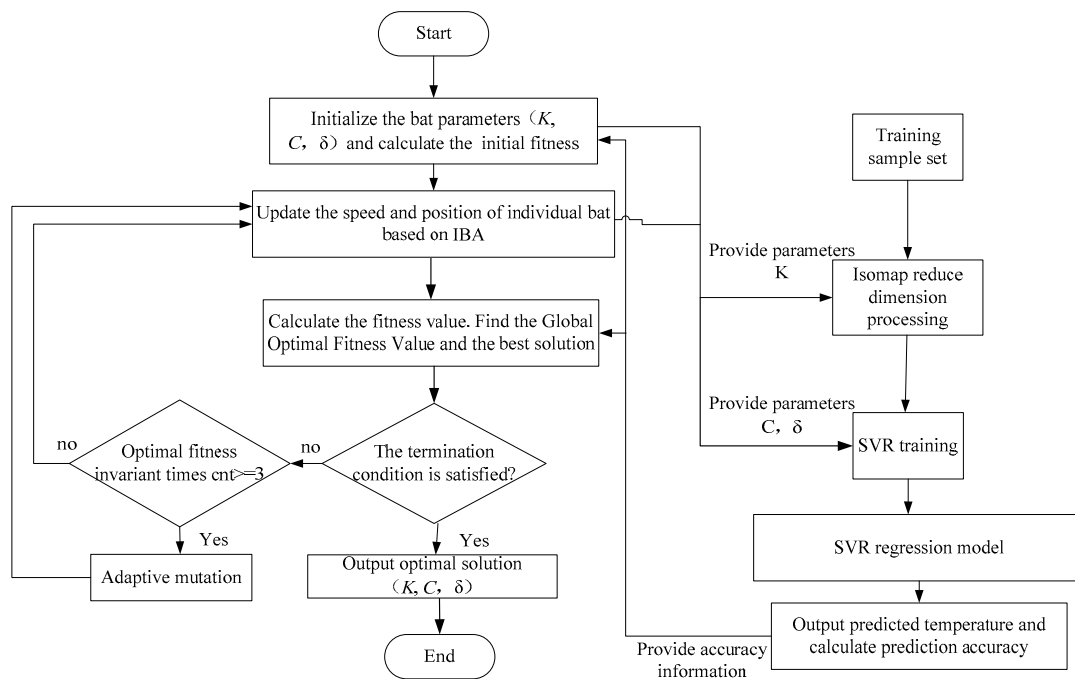 Start
Initialize the bat parameters（K,
C，δ）and calculate the initial fitness
Update the speed and position of individual bat
based on IBA
Calculate the fitness value. Find the Global
Optimal Fitness Value and the best solution
The termination
condition is satisfied?
no
Optimal fitness
invariant times cnt>=3
no
Yes
Adaptive mutation
Yes
Output optimal solution
（K, C，δ）
End
Training
sample set
Provide parameters
K
Isomap reduce
dimension
processing
Provide parameters
C，δ
SVR training
SVR regression model
Output predicted temperature and
calculate prediction accuracy
Provide accuracy
information